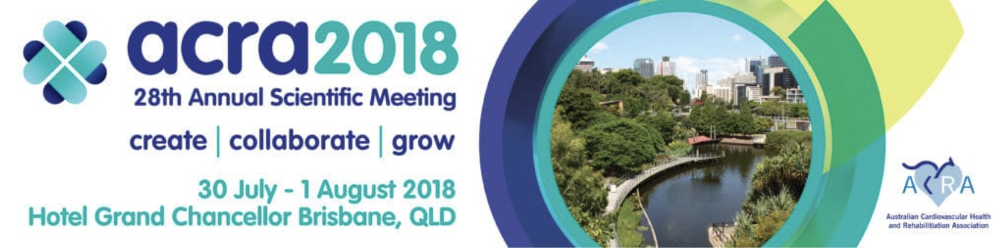 acra2018
28th Annual Scientific Meeting
create | collaborate | grow
30 July - 1 August 2018
Hotel Grand Chancellor Brisbane, QLD
ACRA
Australian Cardiovascular Health
and Rehabilitiation Association